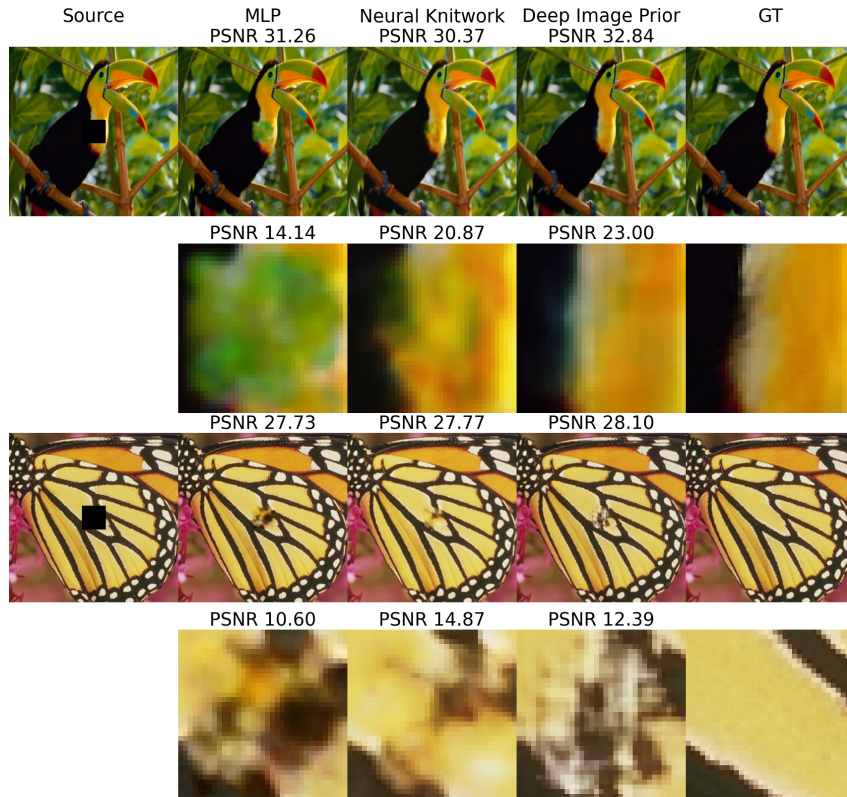 Source MLP Neural Knitwork Deep Image Prior GT
PSNR 31.26 PSNR 30.37 PSNR 32.84
PSNR 14.14 PSNR 20.87 PSNR 23.00
PSNR 27.73 PSNR 27.77 PSNR 28.10
PSNR 10.60 PSNR 14.87 PSNR 12.39